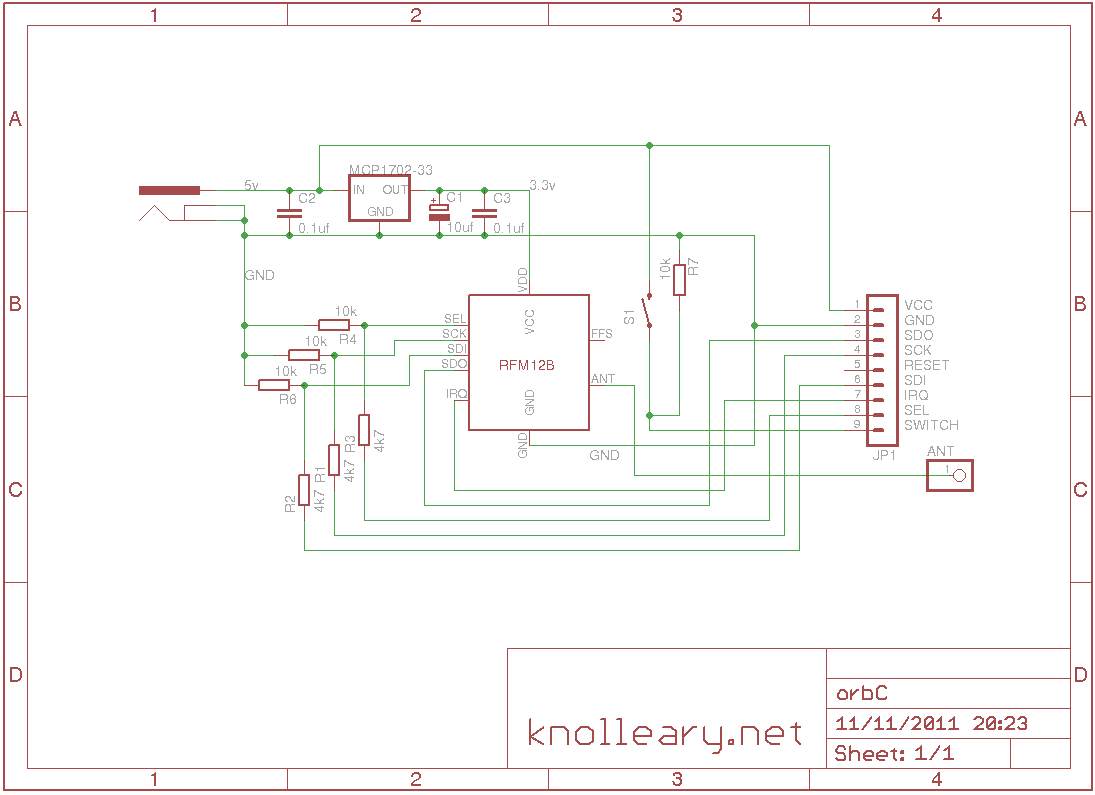 1 2 3 4
A A
MCP1702-33
5v IN OUT 3.3v
C2 C1 C3
GND
+
0.1uf 10uf 0.1uf
GND
10k R7
VDD
B B
S1
10k
R4
10k
R5
10k
R6
SEL
SCK
SDI
SDO
IRQ
VCC
RFM12B
GND
FFS
ANT
GND
GND
1 VCC
2 GND
3 SDO
4 SCK
5 RESET
6 SDI
7 IRQ
8 SEL
9 SWITCH
JP1
ANT
1
R3 4k7
R1 4k7
R2 4k7
C C
D D
orbC
knolleary.net
11/11/2011 20:23
Sheet: 1/1
1 2 3 4